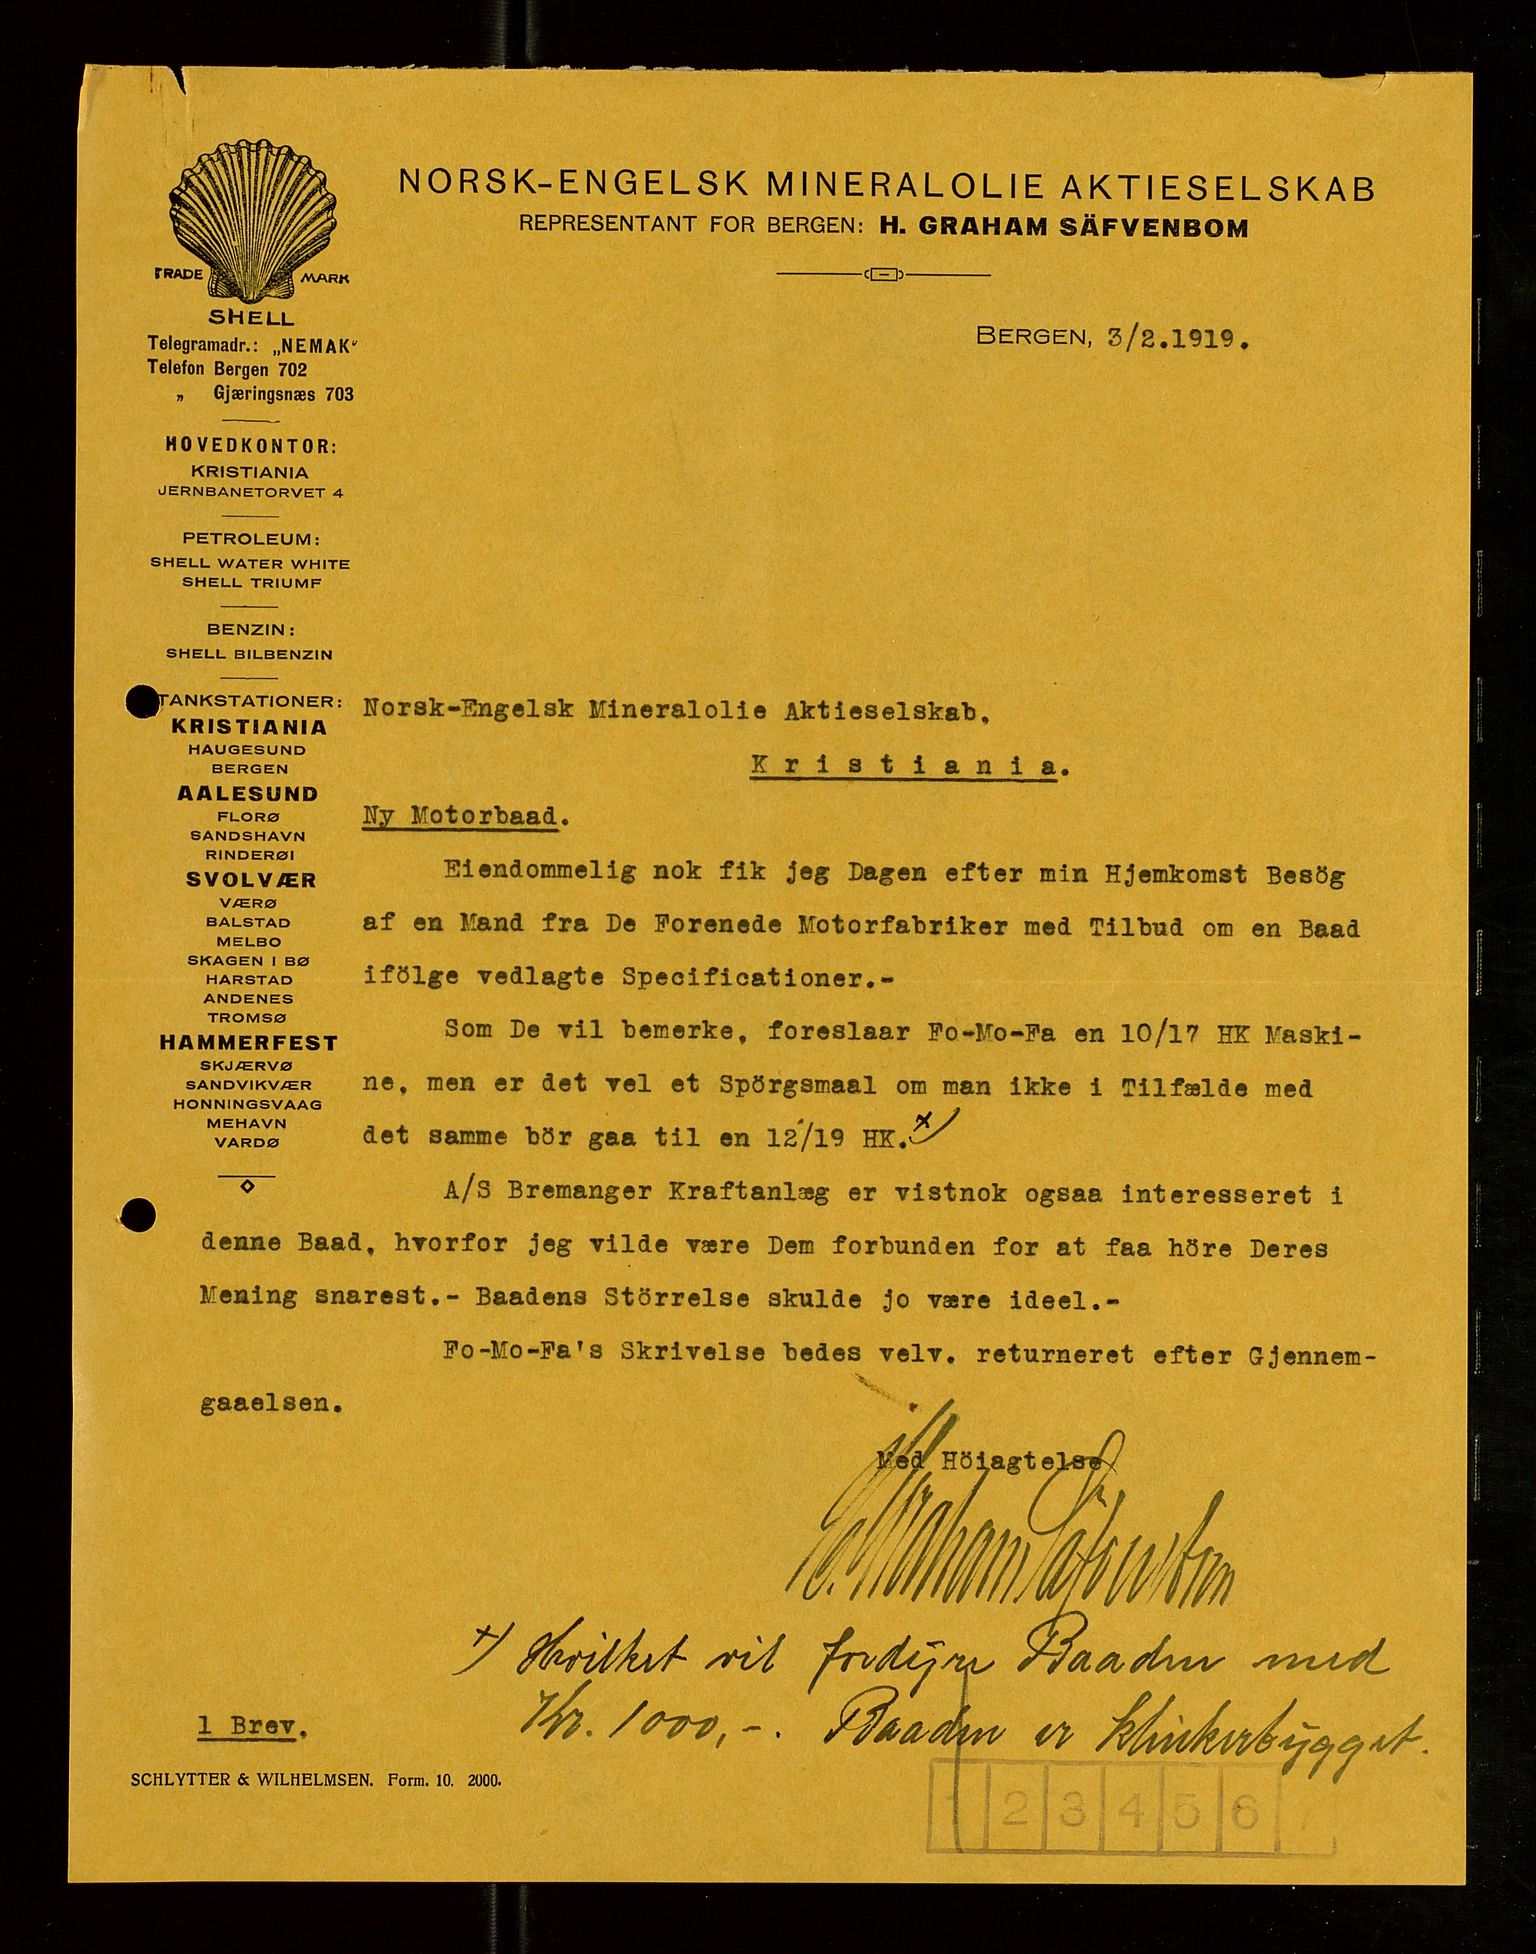 NORSK-ENGELSK MINERALOLIE AKTIESELSKAB
REPRESENTANT FOR BERGEN: H. GRAHAM SÄFVENBOM
TRADE MARK
SHELL
Telegramadr.: „NEMAK“
Telefon Bergen 702
„ Gjæringsnæs 703
HOVEDKONTOR:
KRISTIANIA
JERNBANETORVET 4
PETROLEUM:
SHELL WATER WHITE
SHELL TRIUMF
BENZIN:
SHELL BILBENZIN
TANKSTATIONER:
KRISTIANIA
HAUGESUND
BERGEN
AALESUND
FLORØ
SANDSHAVN
RINDERØI
SVOLVÆR
VÆRØ
BALSTAD
MELBO
SKAGEN I BØ
HARSTAD
ANDENES
TROMSØ
HAMMERFEST
SKJÆRVØ
SANDVIKVÆR
HONNINGSVAAG
MEHAVN
VARDØ
BERGEN, 3/2.1919.
Norsk-Engelsk Mineralolie Aktieselskab.
Kristiania.
Ny Motorbaad.
Eiendommelig nok fik jeg Dagen efter min Hjemkomst Besög
af en Mand fra De Forenede Motorfabriker med Tilbud om en Baad
ifölge vedlagte Specificationer.-
Som De vil bemerke, foreslaar Fo-Mo-Fa en 10/17 HK Maski-
ne, men er det vel et Spörgsmaal om man ikke i Tilfælde med
det samme bör gaa til en 12/19 HK. x)
A/S Bremanger Kraftanlæg er vistnok ogsaa interesseret i
denne Baad, hvorfor jeg vilde være Dem forbunden for at faa höre Deres
Mening snarest.- Baadens Störrelse skulde jo være ideel.-
Fo-Mo-Fa's Skrivelse bedes velv. returneret efter Gjennem-
gaaelsen.
Med Höiagtelse
H. Graham Säfvenbom
x) Hvilket vil fordyre Baaden med
Kr. 1000,-. Baaden er klinkerbygget.
1 Brev.
SCHLYTTER & WILHELMSEN. Form. 10. 2000.
1 2 3 4 5 6